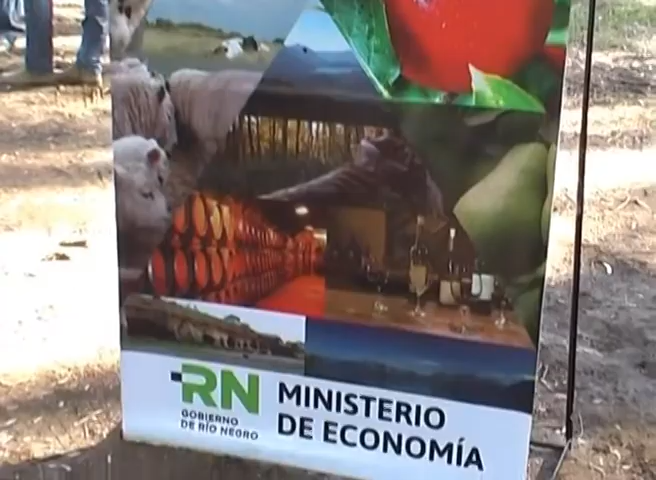 RN
GOBIERNO
DE RÍO NEGRO
MINISTERIO
DE ECONOMÍA